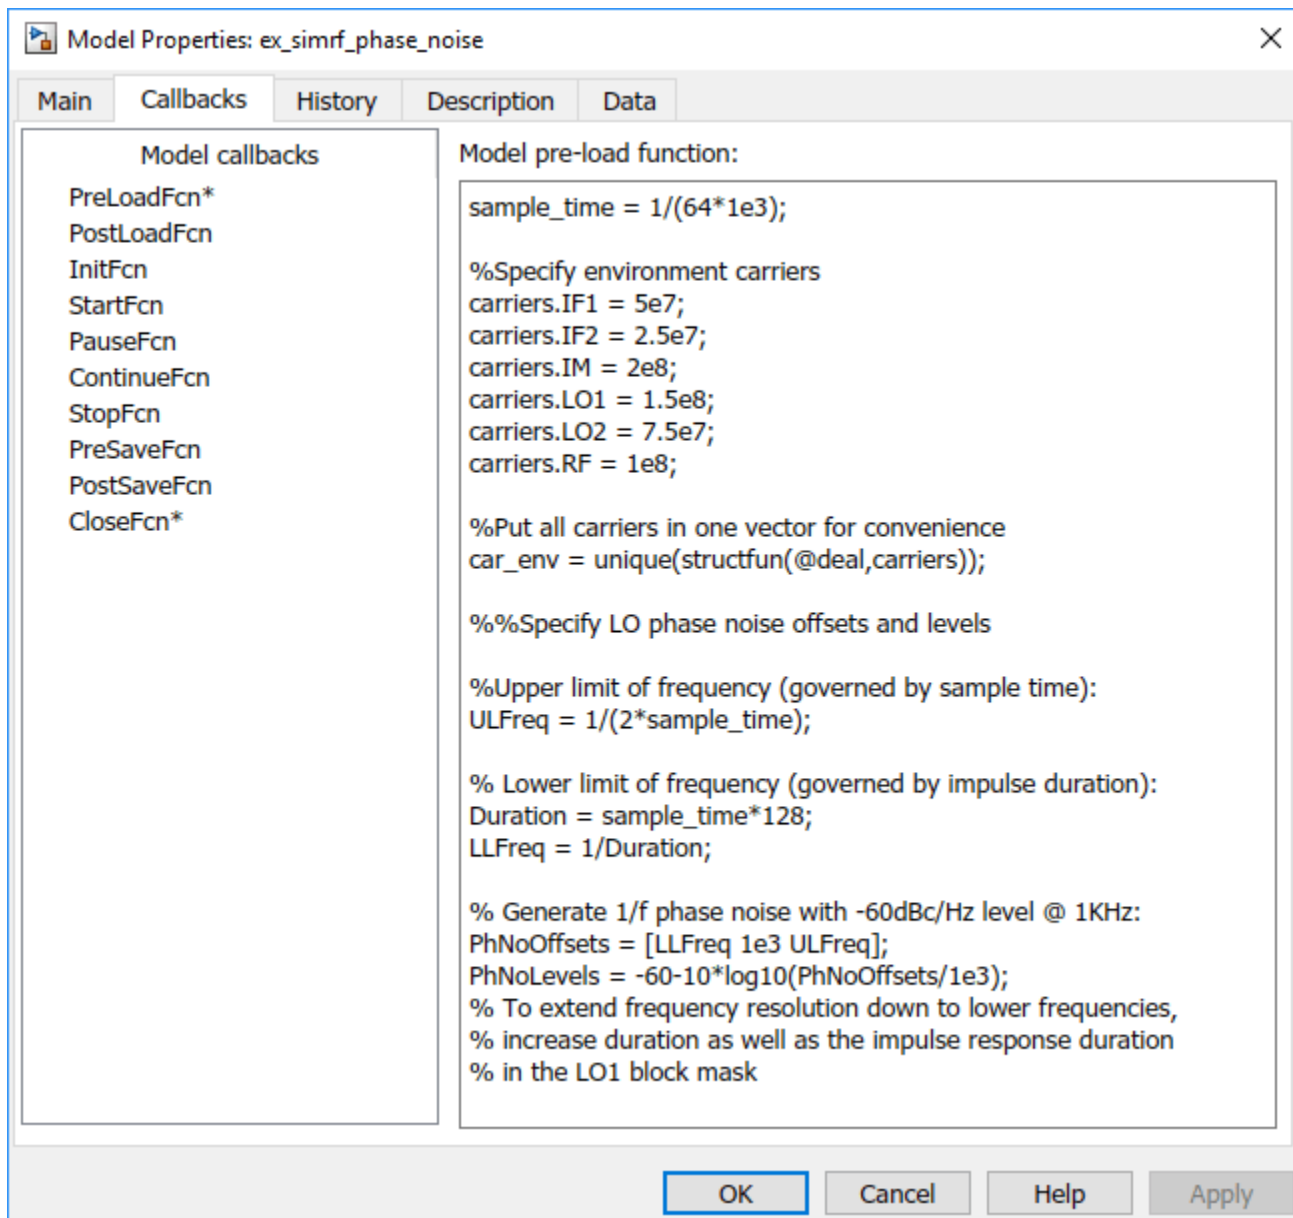 Model Properties: ex_simrf_phase_noise
Main Callbacks History Description Data
Model callbacks
PreLoadFcn*
PostLoadFcn
InitFcn
StartFcn
PauseFcn
ContinueFcn
StopFcn
PreSaveFcn
PostSaveFcn
CloseFcn*
Model pre-load function:
sample_time = 1/(64*1e3);
%Specify environment carriers
carriers.IF1 = 5e7;
carriers.IF2 = 2.5e7;
carriers.IM = 2e8;
carriers.LO1 = 1.5e8;
carriers.LO2 = 7.5e7;
carriers.RF = 1e8;
%Put all carriers in one vector for convenience
car_env = unique(structfun(@deal,carriers));
%%Specify LO phase noise offsets and levels
%Upper limit of frequency (governed by sample time):
ULFreq = 1/(2*sample_time);
% Lower limit of frequency (governed by impulse duration):
Duration = sample_time*128;
LLFreq = 1/Duration;
% Generate 1/f phase noise with -60dBc/Hz level @ 1KHz:
PhNoOffsets = [LLFreq 1e3 ULFreq];
PhNoLevels = -60-10*log10(PhNoOffsets/1e3);
% To extend frequency resolution down to lower frequencies,
% increase duration as well as the impulse response duration
% in the LO1 block mask
OK Cancel Help Apply